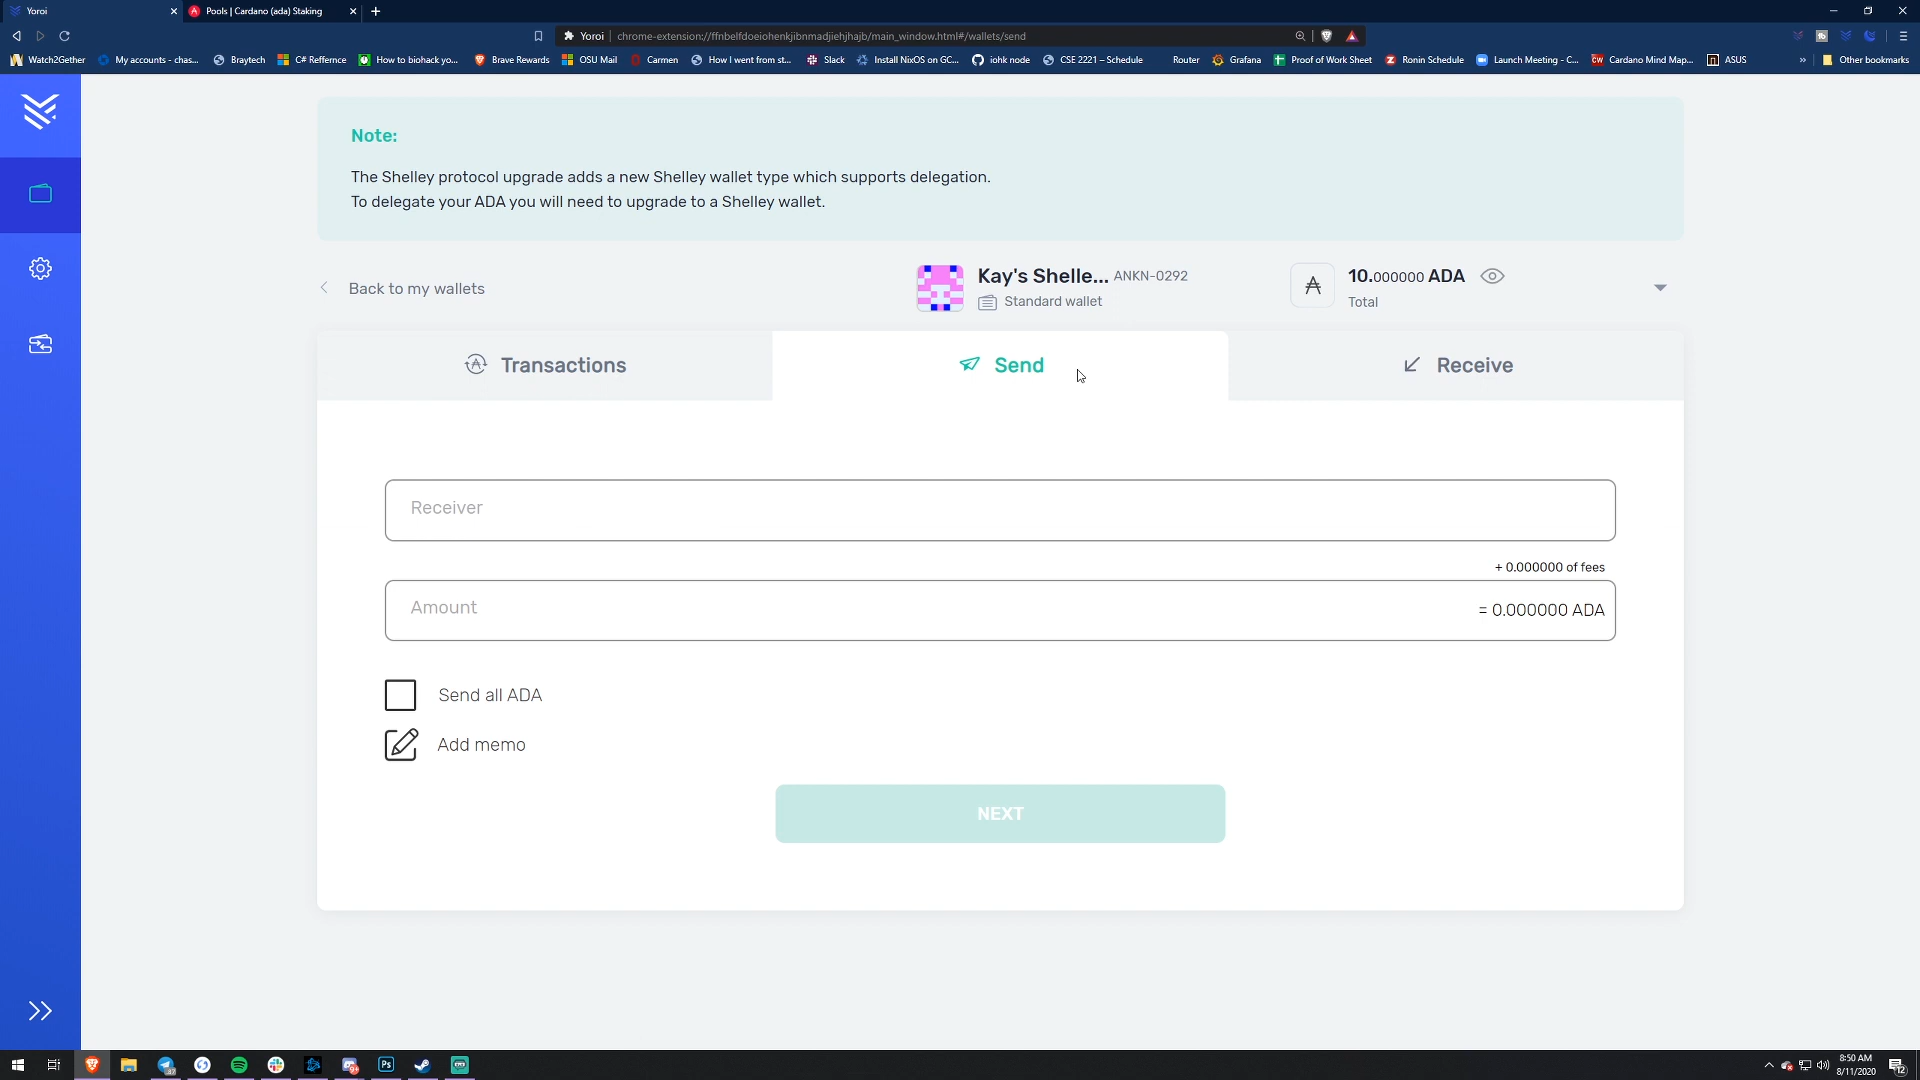 Yoroi
Pools | Cardano (ada) Staking
Yoroi
chrome-extension://ffnbelfdoeiohenkjibnmadjiehjhajb/main_window.html#/wallets/send
Watch2Gether
My accounts - chas...
Braytech
C# Reffernce
How to biohack yo...
Brave Rewards
OSU Mail
Carmen
How I went from st...
Slack
Install NixOS on GC...
iohk node
CSE 2221 – Schedule
Router
Grafana
Proof of Work Sheet
Ronin Schedule
Launch Meeting - C...
Cardano Mind Map...
ASUS
»
Other bookmarks
Note:
The Shelley protocol upgrade adds a new Shelley wallet type which supports delegation.
To delegate your ADA you will need to upgrade to a Shelley wallet.
Back to my wallets
Kay's Shelle... ANKN-0292
Standard wallet
10.000000 ADA
Total
Transactions
Send
Receive
Receiver
+ 0.000000 of fees
Amount
= 0.000000 ADA
Send all ADA
Add memo
NEXT
8:50 AM
8/11/2020